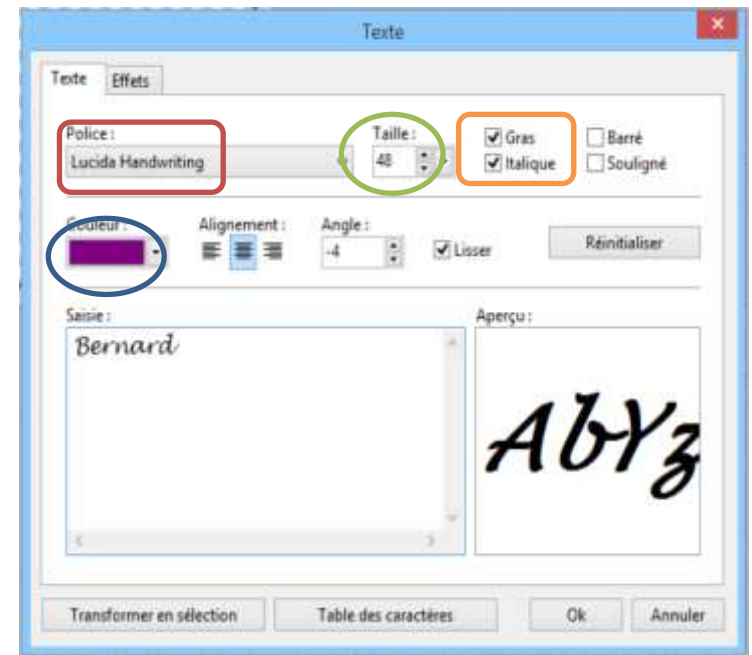 Texte
Texte Effets
Police : Taille : Gras Barré
Lucida Handwriting 48 Italique Souligné
Couleur : Alignement : Angle :
-4 Lisser Réinitialiser
Saisie : Aperçu :
Bernard
AbYz
Transformer en sélection Table des caractères Ok Annuler